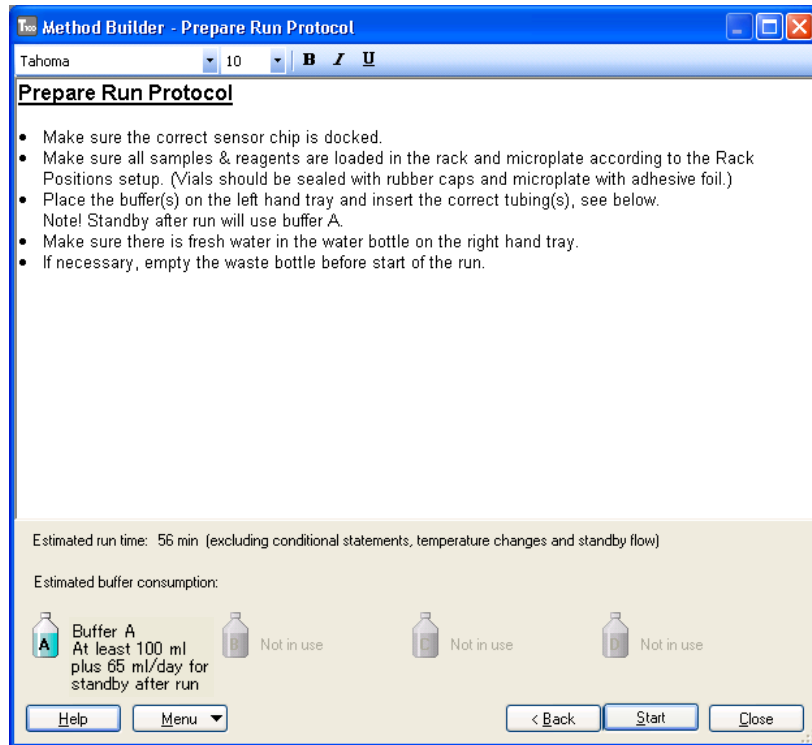 T100 Method Builder - Prepare Run Protocol
Tahoma 10 B I U
Prepare Run Protocol
• Make sure the correct sensor chip is docked.
• Make sure all samples & reagents are loaded in the rack and microplate according to the Rack
Positions setup. (Vials should be sealed with rubber caps and microplate with adhesive foil.)
• Place the buffer(s) on the left hand tray and insert the correct tubing(s), see below.
Note! Standby after run will use buffer A.
• Make sure there is fresh water in the water bottle on the right hand tray.
• If necessary, empty the waste bottle before start of the run.
Estimated run time: 56 min (excluding conditional statements, temperature changes and standby flow)
Estimated buffer consumption:
A
Buffer A
At least 100 ml
plus 65 ml/day for
standby after run
B Not in use
C Not in use
D Not in use
Help Menu < Back Start Close